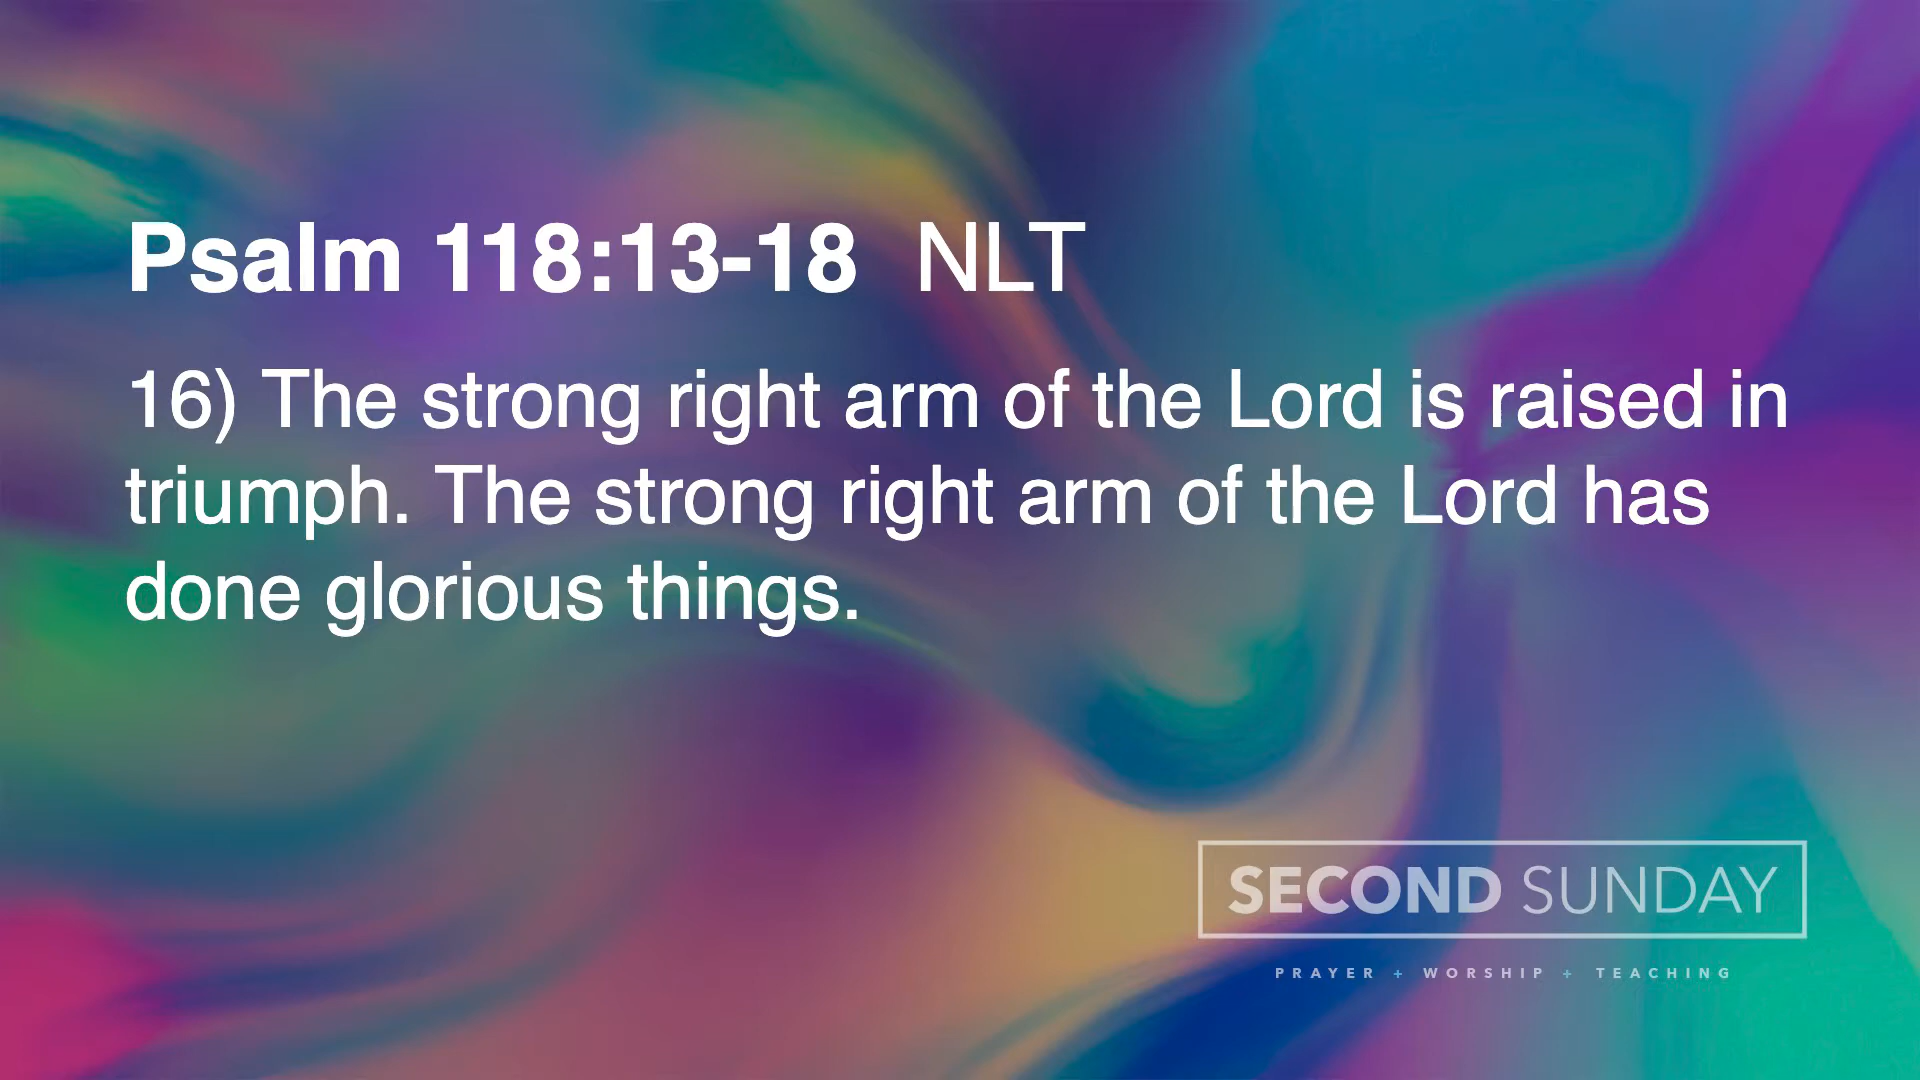 Psalm 118:13-18 NLT
16) The strong right arm of the Lord is raised in
triumph. The strong right arm of the Lord has
done glorious things.
SECOND SUNDAY
PRAYER + WORSHIP + TEACHING